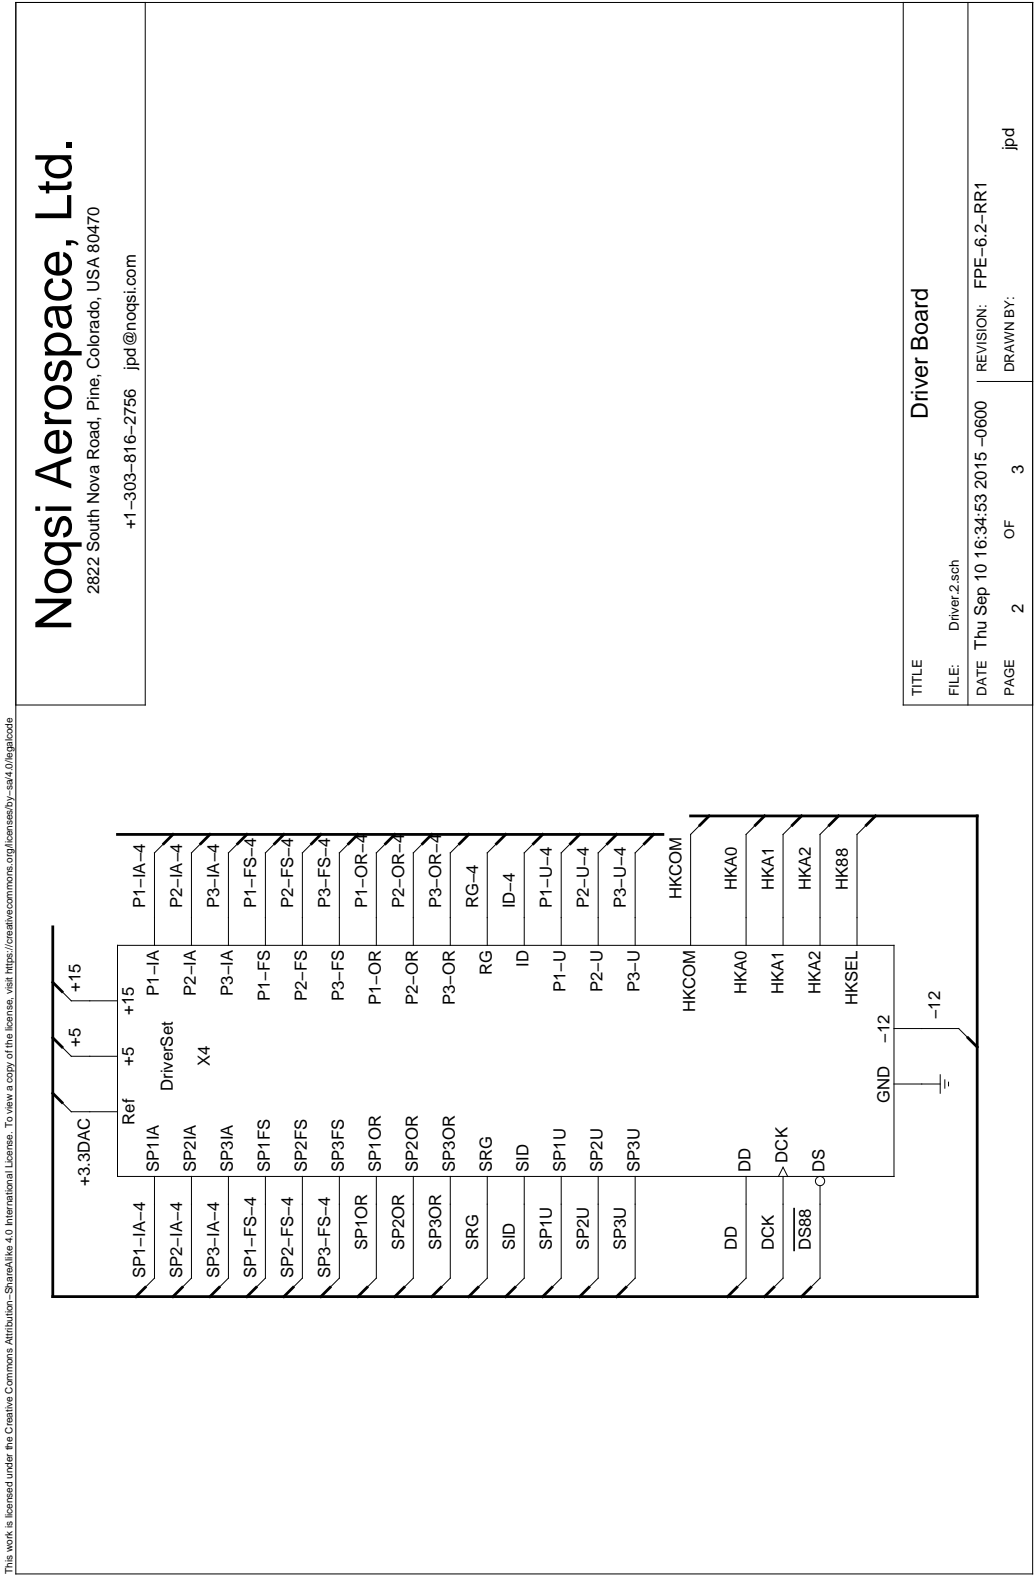 This work is licensed under the Creative Commons Attribution−ShareAlike 4.0 International License. To view a copy of the license, visit https://creativecommons.org/licenses/by−sa/4.0/legalcode
Noqsi Aerospace, Ltd.
2822 South Nova Road, Pine, Colorado, USA 80470
+1−303−816−2756 jpd@noqsi.com
+3.3DAC
+5
+15
Ref
+5
+15
DriverSet
X4
SP1−IA−4
SP1IA
P1−IA
P1−IA−4
SP2−IA−4
SP2IA
P2−IA
P2−IA−4
SP3−IA−4
SP3IA
P3−IA
P3−IA−4
SP1−FS−4
SP1FS
P1−FS
P1−FS−4
SP2−FS−4
SP2FS
P2−FS
P2−FS−4
SP3−FS−4
SP3FS
P3−FS
P3−FS−4
SP1OR
SP1OR
P1−OR
P1−OR−4
SP2OR
SP2OR
P2−OR
P2−OR−4
SP3OR
SP3OR
P3−OR
P3−OR−4
SRG
SRG
RG
RG−4
SID
SID
ID
ID−4
SP1U
SP1U
P1−U
P1−U−4
SP2U
SP2U
P2−U
P2−U−4
SP3U
SP3U
P3−U
P3−U−4
HKCOM
HKCOM
DD
DD
HKA0
HKA0
DCK
DCK
HKA1
HKA1
DS88
DS
HKA2
HKA2
HKSEL
HK88
GND
−12
−12
TITLE
Driver Board
FILE: Driver.2.sch
DATE Thu Sep 10 16:34:53 2015 −0600
REVISION: FPE−6.2−RR1
PAGE 2 OF 3
DRAWN BY: jpd